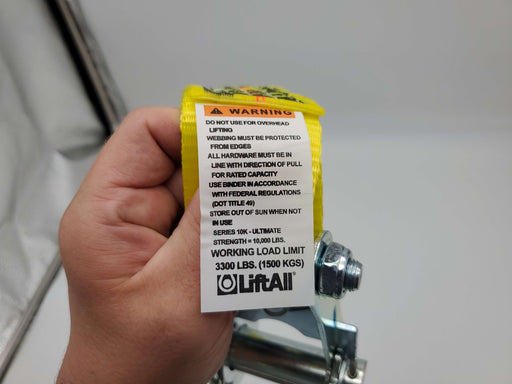 WARNING
DO NOT USE FOR OVERHEAD
LIFTING
WEBBING MUST BE PROTECTED
FROM EDGES
ALL HARDWARE MUST BE IN
LINE WITH DIRECTION OF PULL
FOR RATED CAPACITY
USE BINDER IN ACCORDANCE
WITH FEDERAL REGULATIONS
(DOT TITLE 49)
STORE OUT OF SUN WHEN NOT
IN USE
SERIES 10K - ULTIMATE
STRENGTH = 10,000 LBS.
WORKING LOAD LIMIT
3300 LBS. (1500 KGS)
LiftAll®